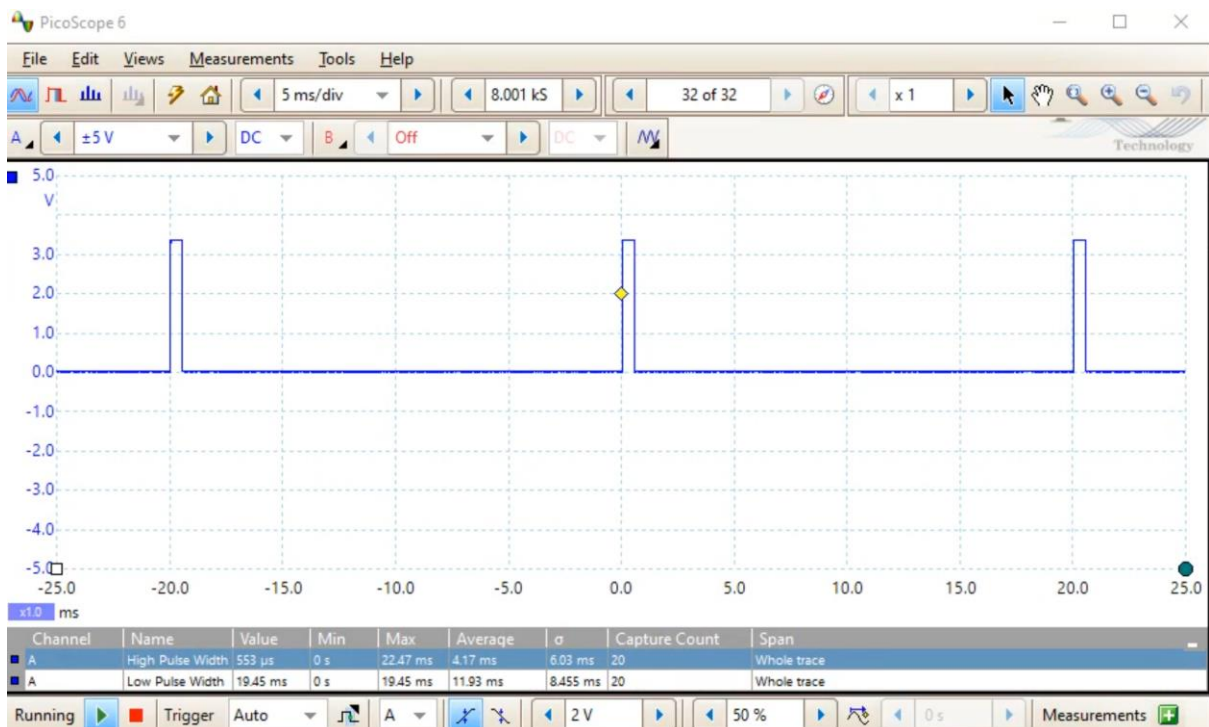 PicoScope 6
File Edit Views Measurements Tools Help
5 ms/div 8.001 kS 32 of 32 x 1
A ±5 V DC B Off DC
Technology
5.0
V
3.0
2.0
1.0
0.0
-1.0
-2.0
-3.0
-4.0
-5.0
-25.0 -20.0 -15.0 -10.0 -5.0 0.0 5.0 10.0 15.0 20.0 25.0
x1.0 ms
Channel Name Value Min Max Average σ Capture Count Span
A High Pulse Width 553 µs 0 s 22.47 ms 4.17 ms 6.03 ms 20 Whole trace
A Low Pulse Width 19.45 ms 0 s 19.45 ms 11.93 ms 8.455 ms 20 Whole trace
Running Trigger Auto A 2 V 50 % 0 s Measurements